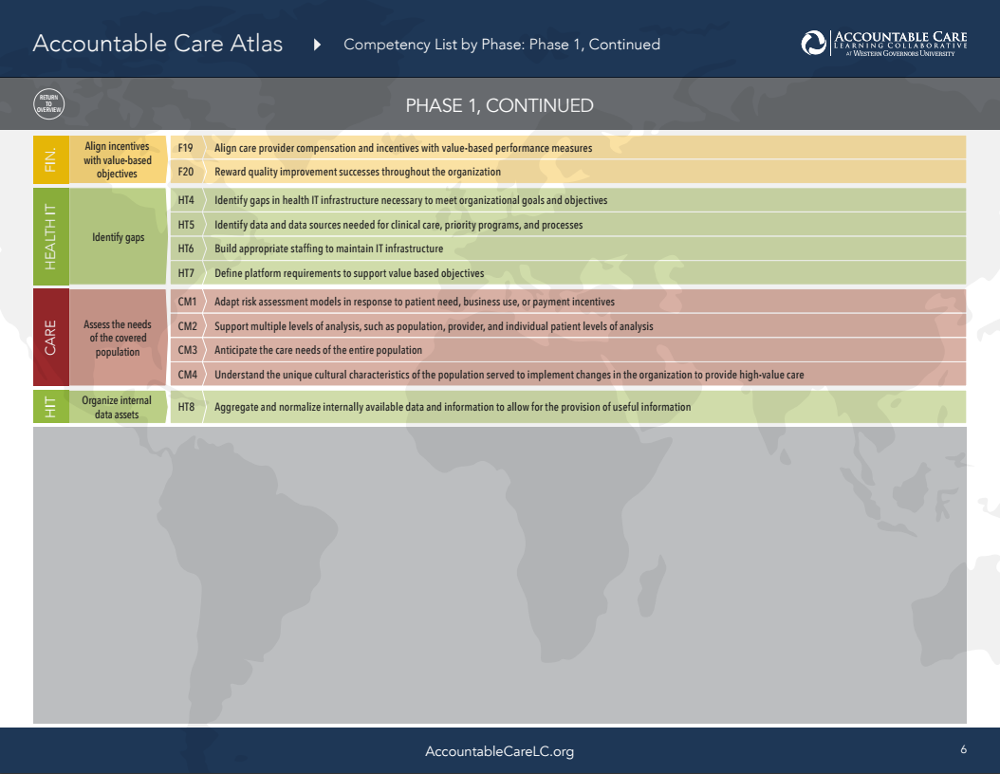 Accountable Care Atlas
Competency List by Phase: Phase 1, Continued
ACCOUNTABLE CARE
LEARNING COLLABORATIVE
AT WESTERN GOVERNORS UNIVERSITY
RETURN
TO
OVERVIEW
PHASE 1, CONTINUED
FIN.
Align incentives
with value-based
objectives
F19 Align care provider compensation and incentives with value-based performance measures
F20 Reward quality improvement successes throughout the organization
HEALTH IT
Identify gaps
HT4 Identify gaps in health IT infrastructure necessary to meet organizational goals and objectives
HT5 Identify data and data sources needed for clinical care, priority programs, and processes
HT6 Build appropriate staffing to maintain IT infrastructure
HT7 Define platform requirements to support value based objectives
CARE
Assess the needs
of the covered
population
CM1 Adapt risk assessment models in response to patient need, business use, or payment incentives
CM2 Support multiple levels of analysis, such as population, provider, and individual patient levels of analysis
CM3 Anticipate the care needs of the entire population
CM4 Understand the unique cultural characteristics of the population served to implement changes in the organization to provide high-value care
HIT
Organize internal
data assets
HT8 Aggregate and normalize internally available data and information to allow for the provision of useful information
AccountableCareLC.org
6